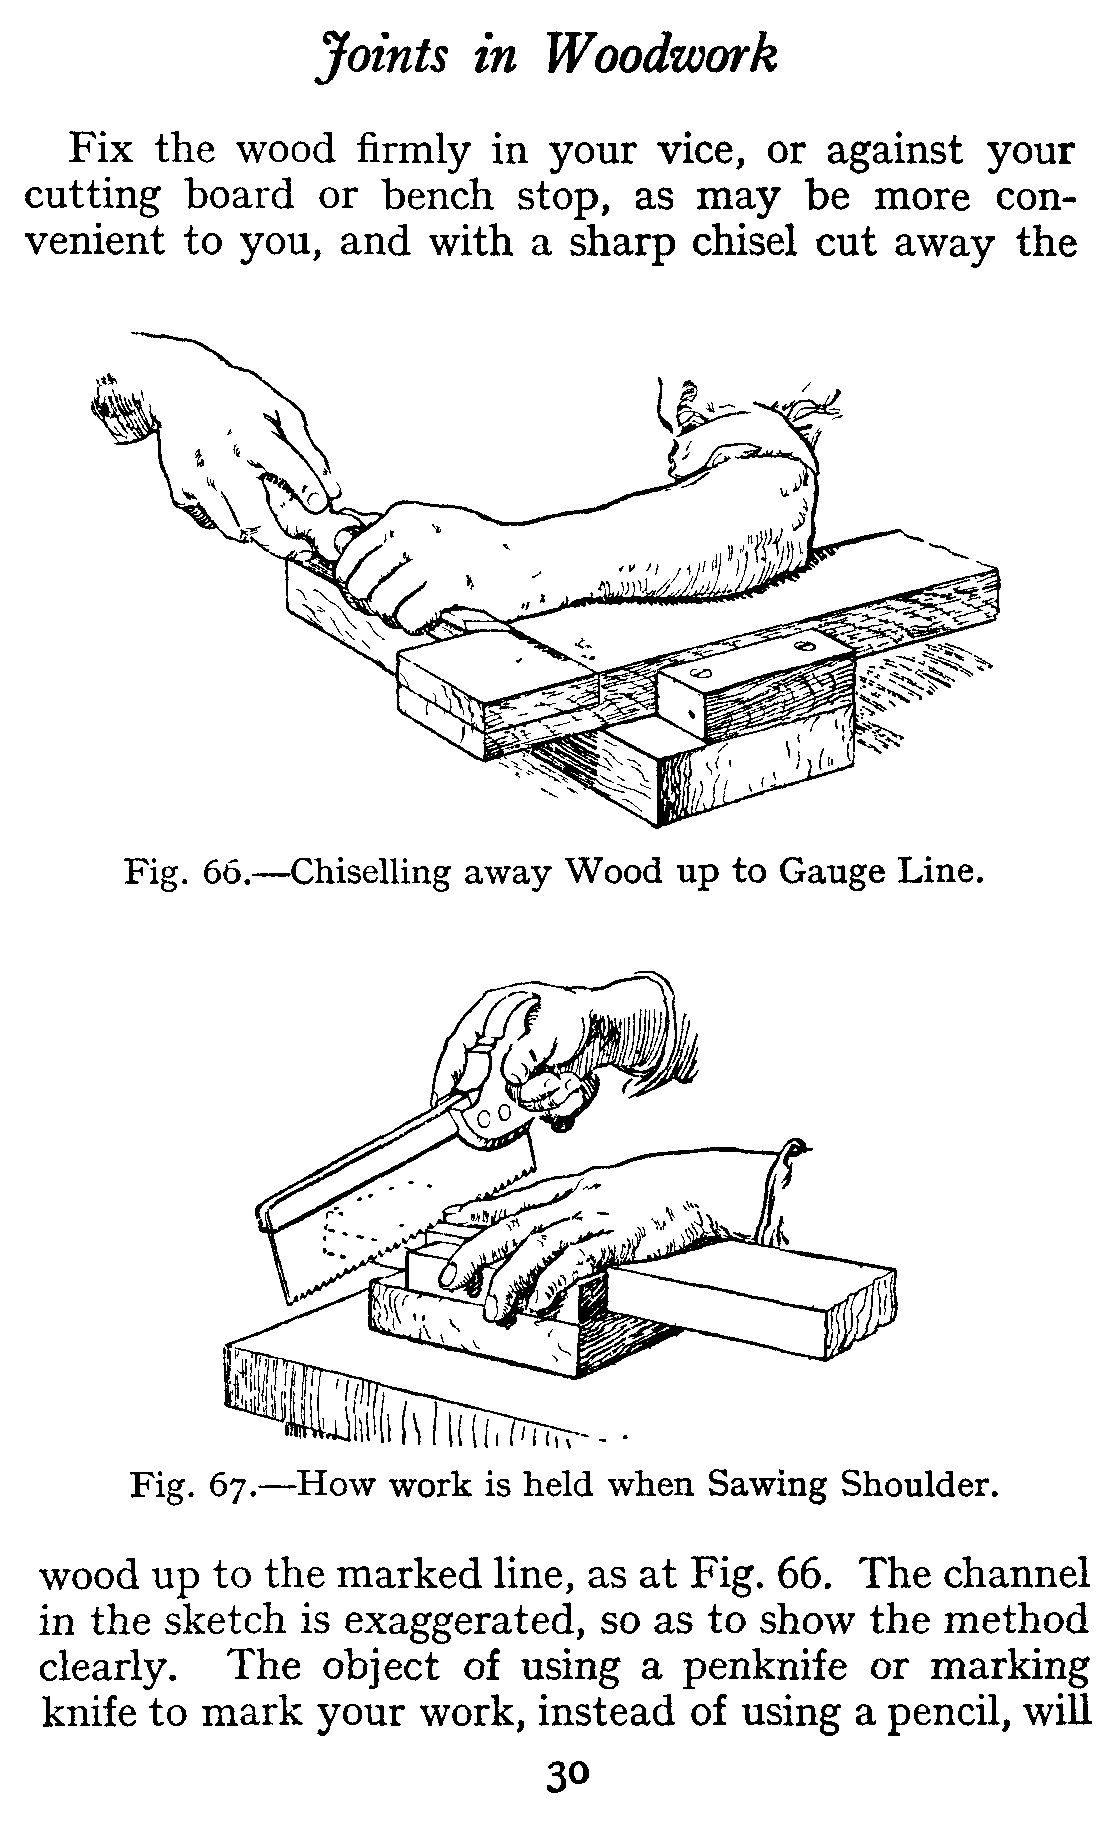 Joints in Woodwork
Fix the wood firmly in your vice, or against your
cutting board or bench stop, as may be more con-
venient to you, and with a sharp chisel cut away the
Fig. 66.—Chiselling away Wood up to Gauge Line.
Fig. 67.—How work is held when Sawing Shoulder.
wood up to the marked line, as at Fig. 66. The channel
in the sketch is exaggerated, so as to show the method
clearly. The object of using a penknife or marking
knife to mark your work, instead of using a pencil, will
30